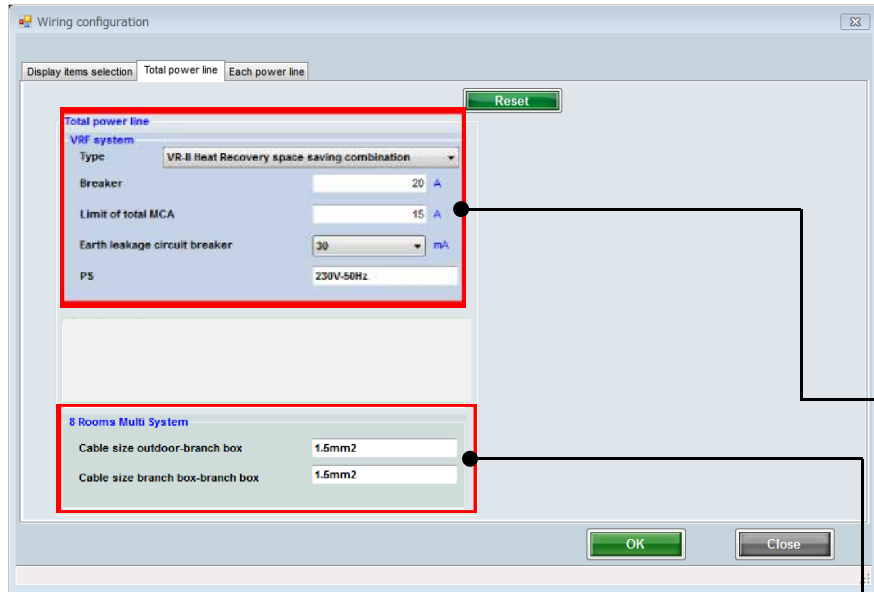 Wiring configuration
Display items selection Total power line Each power line
Reset
Total power line
VRF system
Type VR-II Heat Recovery space saving combination
Breaker 20 A
Limit of total MCA 15 A
Earth leakage circuit breaker 30 mA
PS 230V-50Hz
8 Rooms Multi System
Cable size outdoor-branch box 1.5mm2
Cable size branch box-branch box 1.5mm2
OK Close